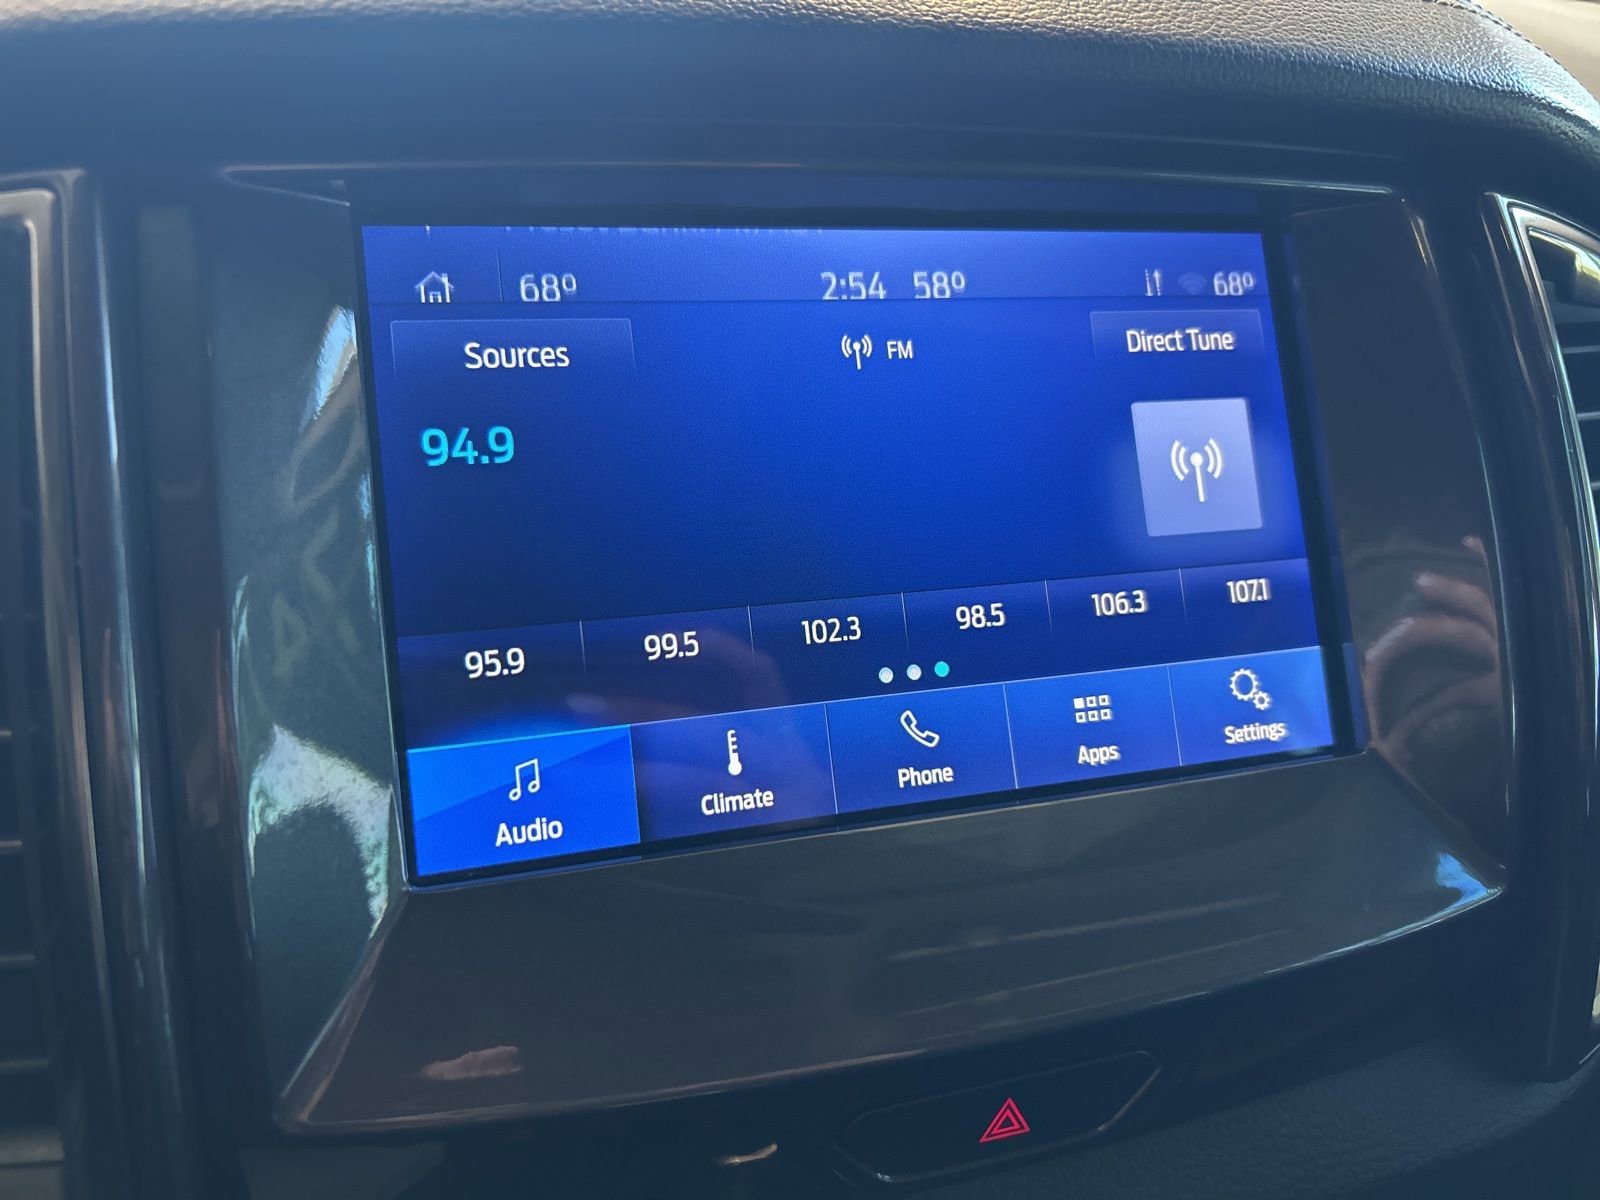 68° 2:54 58° 68°
Sources FM Direct Tune
94.9
95.9 99.5 102.3 98.5 106.3 107.1
Audio Climate Phone Apps Settings